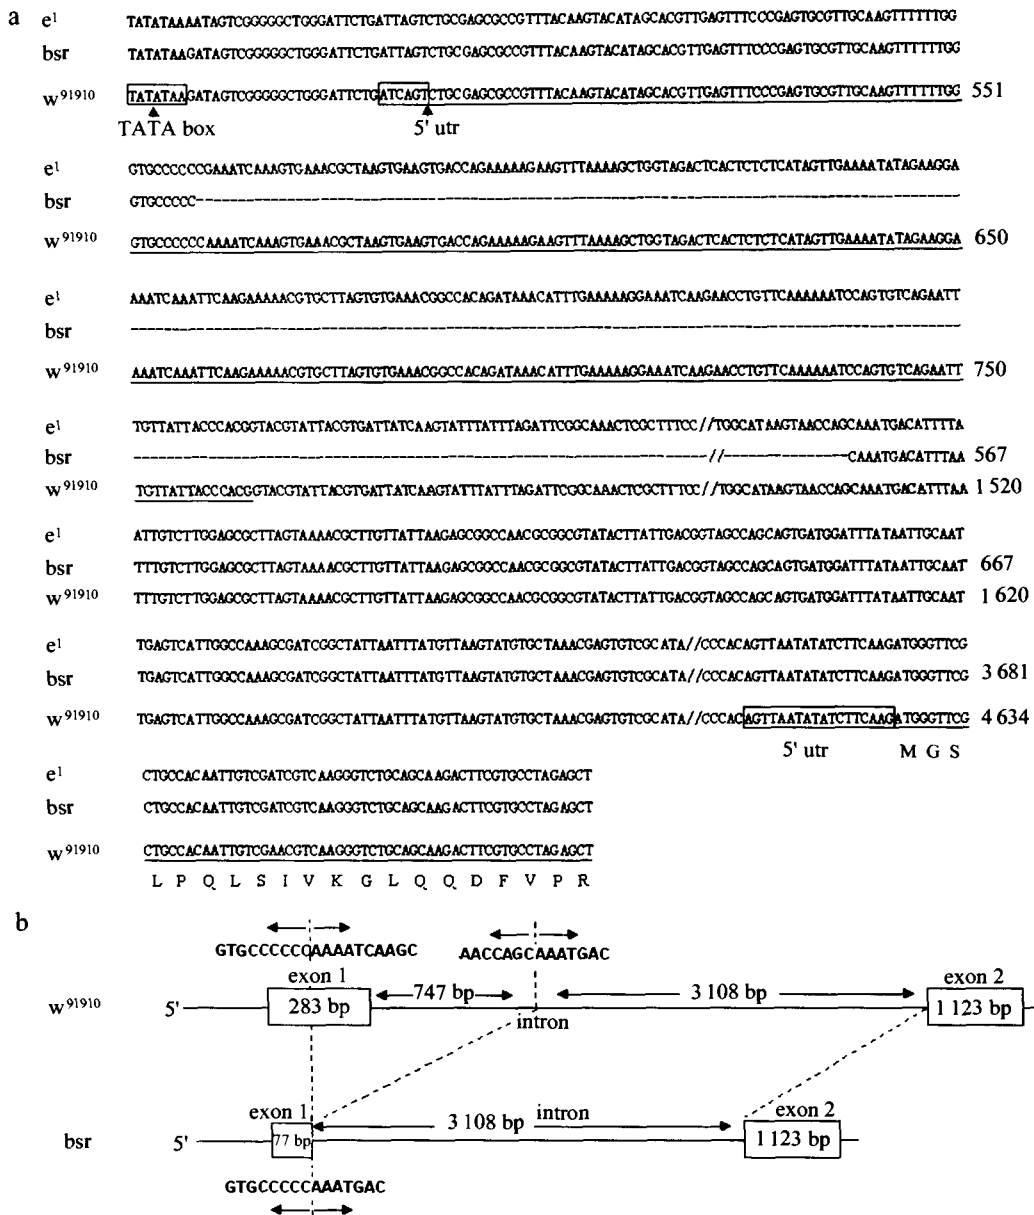 a
e1 TATATAAAATAGTCGGGGGCTGGGATTCTGATTAGTCTGCGAGCGCCGTTTACAAGTACATAGCACGTTGAGTTTCCCGAGTGCGTTGCAAGTTTTTTGG
bsr TATATAAGATAGTCGGGGGCTGGGATTCTGATTAGTCTGCGAGCGCCGTTTACAAGTACATAGCACGTTGAGTTTCCCGAGTGCGTTGCAAGTTTTTTGG
w91910 TATATAAGATAGTCGGGGGCTGGGATTCTGATCAGTCTGCGAGCGCCGTTTACAAGTACATAGCACGTTGAGTTTCCCGAGTGCGTTGCAAGTTTTTTGG 551
TATA box 5' utr
e1 GTGCCCCCCGAAATCAAAGTGAAACGCTAAGTGAAGTGACCAGAAAAAGAAGTTTAAAAGCTGGTAGACTCACTCTCTCATAGTTGAAAATATAGAAGGA
bsr GTGCCCCC--------------------------------------------------------------------------------------------
w91910 GTGCCCCCCAAAATCAAAGTGAAACGCTAAGTGAAGTGACCAGAAAAAGAAGTTTAAAAGCTGGTAGACTCACTCTCTCATAGTTGAAAATATAGAAGGA 650
e1 AAATCAAATTCAAGAAAAACGTGCTTAGTGTGAAACGGCCACAGATAAACATTTGAAAAAGGAAATCAAGAACCTGTTCAAAAAATCCAGTGTCAGAATT
bsr ----------------------------------------------------------------------------------------------------
w91910 AAATCAAATTCAAGAAAAACGTGCTTAGTGTGAAACGGCCACAGATAAACATTTGAAAAAGGAAATCAAGAACCTGTTCAAAAAATCCAGTGTCAGAATT 750
e1 TGTTATTACCCACGGTACGTATTACGTGATTATCAAGTATTTATTTAGATTCGGCAAACTCGCTTTCC//TGGCATAAGTAACCAGCAAATGACATTTTA
bsr --------------------------------------------------------------------//----------------CAAATGACATTTAA 567
w91910 TGTTATTACCCACGGTACGTATTACGTGATTATCAAGTATTTATTTAGATTCGGCAAACTCGCTTTCC//TGGCATAAGTAACCAGCAAATGACATTTAA 1 520
e1 ATTGTCTTGGAGCGCTTAGTAAAACGCTTGTTATTAAGAGCGGCCAACGCGGCGTATACTTATTGACGGTAGCCAGCAGTGATGGATTTATAATTGCAAT
bsr TTTGTCTTGGAGCGCTTAGTAAAACGCTTGTTATTAAGAGCGGCCAACGCGGCGTATACTTATTGACGGTAGCCAGCAGTGATGGATTTATAATTGCAAT 667
w91910 TTTGTCTTGGAGCGCTTAGTAAAACGCTTGTTATTAAGAGCGGCCAACGCGGCGTATACTTATTGACGGTAGCCAGCAGTGATGGATTTATAATTGCAAT 1 620
e1 TGAGTCATTGGCCAAAGCGATCGGCTATTAATTTATGTTAAGTATGTGCTAAACGAGTGTCGCATA//CCCACAGTTAATATATCTTCAAGATGGGTTCG
bsr TGAGTCATTGGCCAAAGCGATCGGCTATTAATTTATGTTAAGTATGTGCTAAACGAGTGTCGCATA//CCCACAGTTAATATATCTTCAAGATGGGTTCG 3 681
w91910 TGAGTCATTGGCCAAAGCGATCGGCTATTAATTTATGTTAAGTATGTGCTAAACGAGTGTCGCATA//CCCACAGTTAATATATCTTCAAGATGGGTTCG 4 634
5' utr M G S
e1 CTGCCACAATTGTCGATCGTCAAGGGTCTGCAGCAAGACTTCGTGCCTAGAGCT
bsr CTGCCACAATTGTCGATCGTCAAGGGTCTGCAGCAAGACTTCGTGCCTAGAGCT
w91910 CTGCCACAATTGTCGAACGTCAAGGGTCTGCAGCAAGACTTCGTGCCTAGAGCT
L P Q L S I V K G L Q Q D F V P R
b
GTGCCCCCCAAAATCAAGC AACCAGCAAATGAC
exon 1 747 bp 3 108 bp exon 2
w91910 5' 283 bp 1 123 bp
intron
exon 1 3 108 bp intron exon 2
bsr 5' 77 bp 1 123 bp
GTGCCCCCAAATGAC